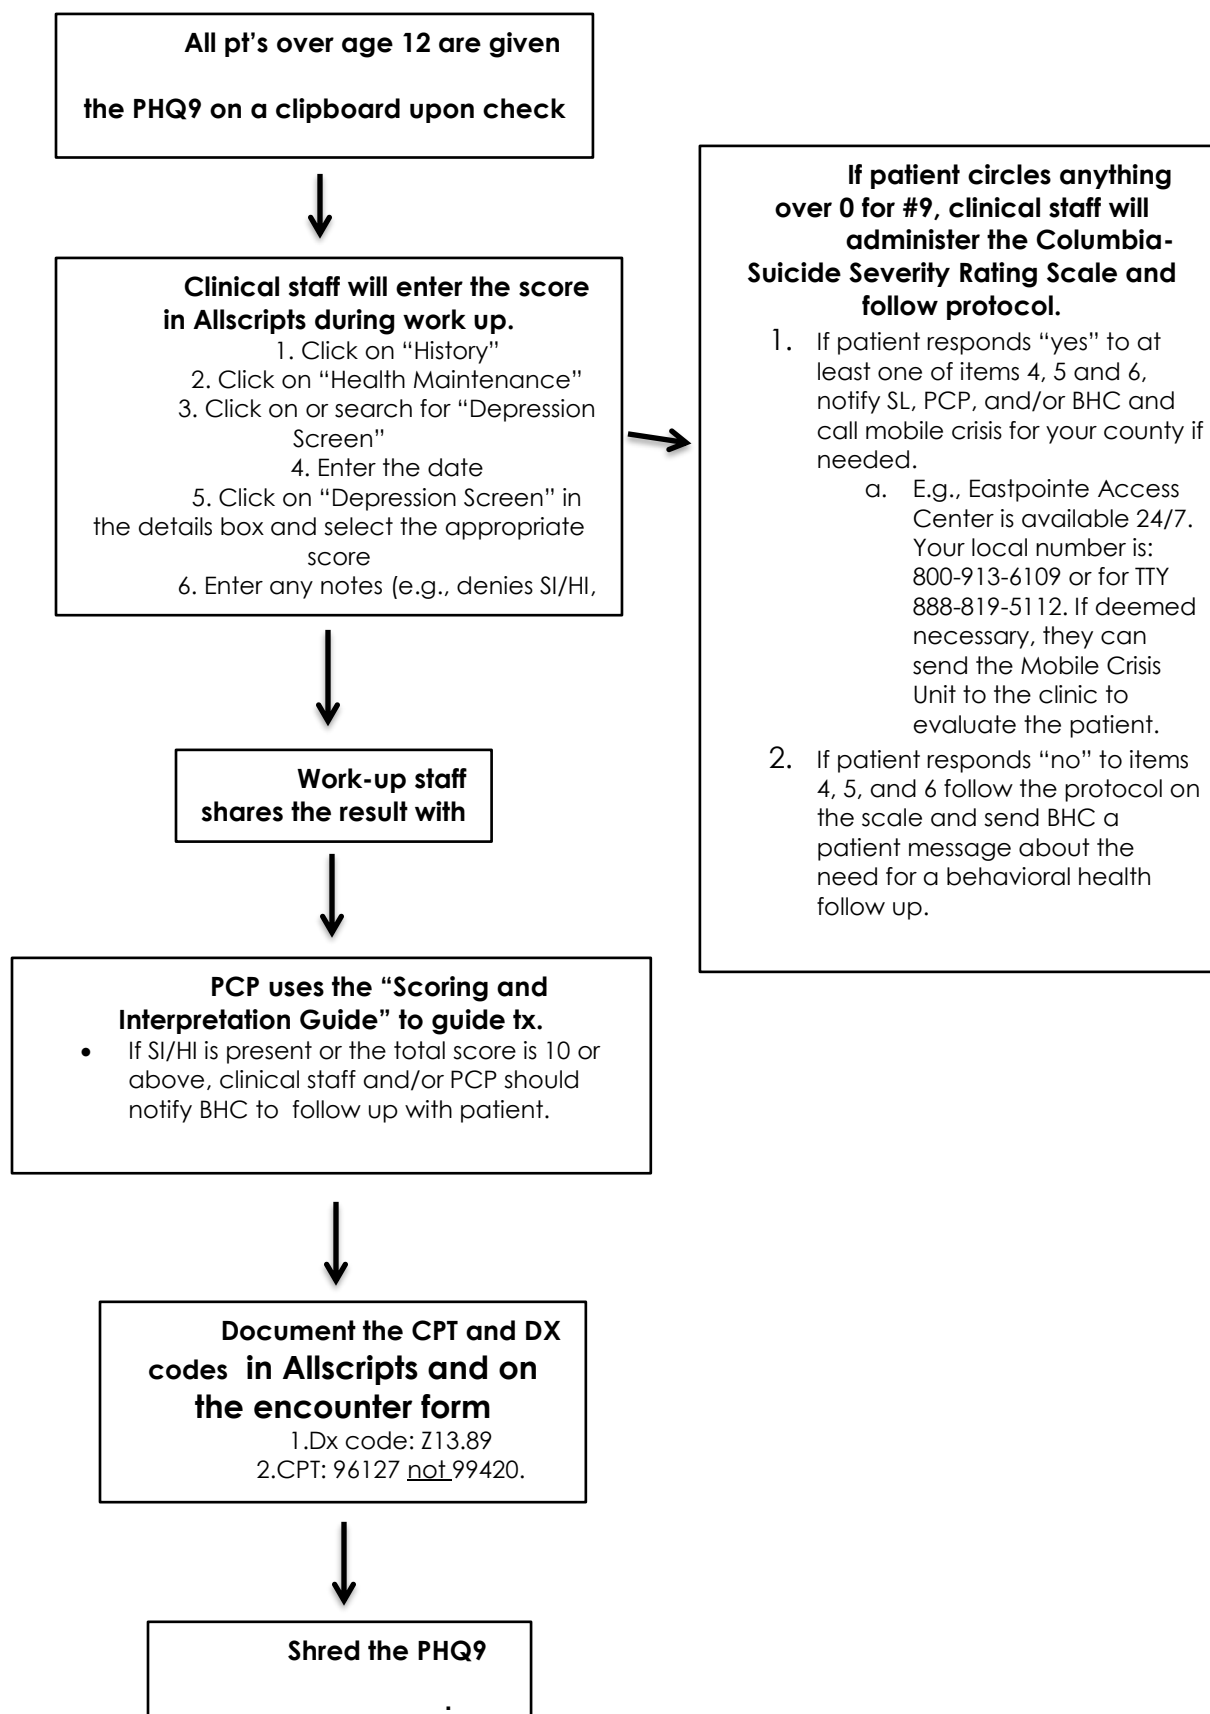 All pt's over age 12 are given
the PHQ9 on a clipboard upon check
Clinical staff will enter the score
in Allscripts during work up.
1. Click on “History”
2. Click on “Health Maintenance”
3. Click on or search for “Depression
Screen”
4. Enter the date
5. Click on “Depression Screen” in
the details box and select the appropriate
score
6. Enter any notes (e.g., denies SI/HI,
If patient circles anything
over 0 for #9, clinical staff will
administer the Columbia-
Suicide Severity Rating Scale and
follow protocol.
1. If patient responds “yes” to at
least one of items 4, 5 and 6,
notify SL, PCP, and/or BHC and
call mobile crisis for your county if
needed.
a. E.g., Eastpointe Access
Center is available 24/7.
Your local number is:
800-913-6109 or for TTY
888-819-5112. If deemed
necessary, they can
send the Mobile Crisis
Unit to the clinic to
evaluate the patient.
2. If patient responds “no” to items
4, 5, and 6 follow the protocol on
the scale and send BHC a
patient message about the
need for a behavioral health
follow up.
Work-up staff
shares the result with
PCP uses the “Scoring and
Interpretation Guide” to guide tx.
• If SI/HI is present or the total score is 10 or
above, clinical staff and/or PCP should
notify BHC to follow up with patient.
Document the CPT and DX
codes in Allscripts and on
the encounter form
1.Dx code: Z13.89
2.CPT: 96127 not 99420.
Shred the PHQ9